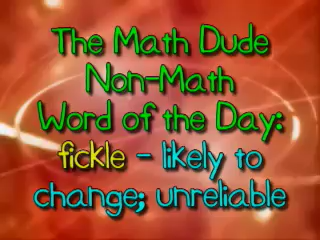 The Math Dude
Non-Math
Word of the Day:
fickle - likely to
change; unreliable